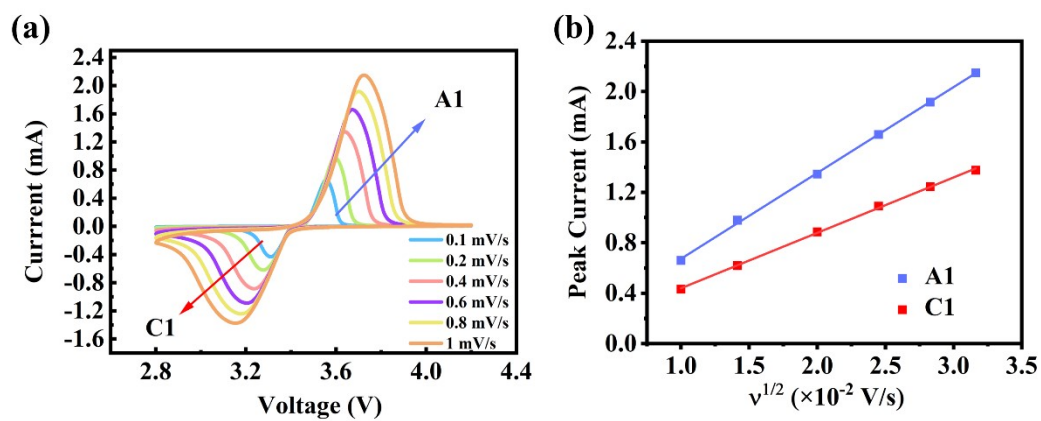 (a)
2.4
2.0
1.6
1.2
0.8
0.4
0.0
-0.4
-0.8
-1.2
-1.6
Currrent (mA)
A1
C1
0.1 mV/s
0.2 mV/s
0.4 mV/s
0.6 mV/s
0.8 mV/s
1 mV/s
2.8 3.2 3.6 4.0 4.4
Voltage (V)
(b)
2.4
2.0
1.6
1.2
0.8
0.4
0.0
Peak Current (mA)
A1
C1
1.0 1.5 2.0 2.5 3.0 3.5
ν¹ᐟ² (×10⁻² V/s)